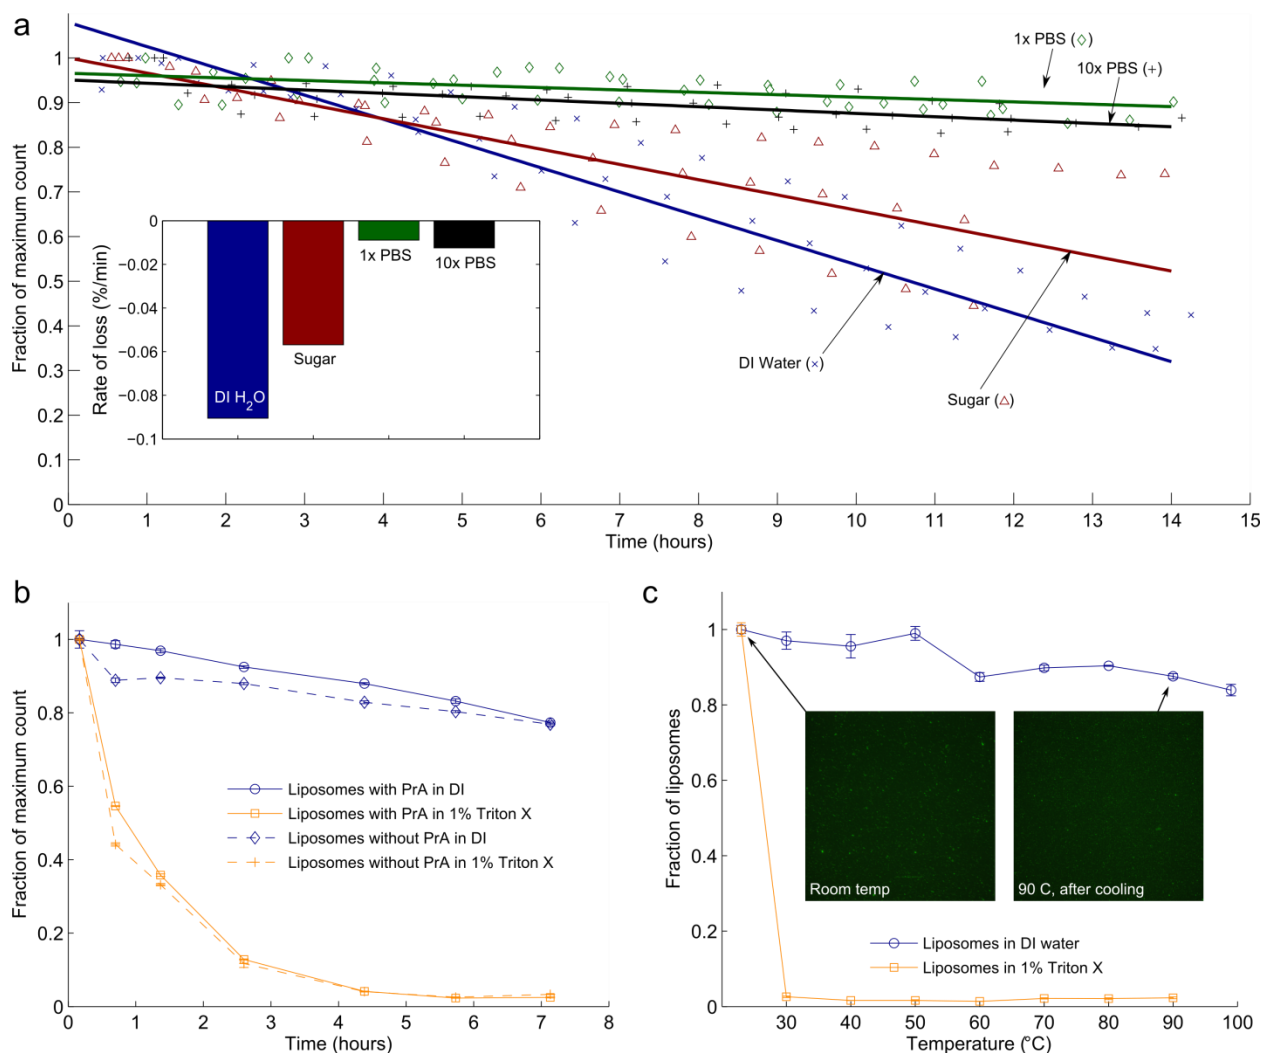 a
1x PBS (◇)
10x PBS (+)
1
0.9
0.8
0.7
0.6
0.5
0.4
0.3
0.2
0.1
0
Fraction of maximum count
0 1 2 3 4 5 6 7 8 9 10 11 12 13 14 15
Time (hours)
DI Water (×)
Sugar (△)
0
−0.02
−0.04
−0.06
−0.08
−0.1
Rate of loss (%/min)
DI H₂O
Sugar
1x PBS
10x PBS
b
1
0.8
0.6
0.4
0.2
0
Fraction of maximum count
Liposomes with PrA in DI
Liposomes with PrA in 1% Triton X
Liposomes without PrA in DI
Liposomes without PrA in 1% Triton X
0 1 2 3 4 5 6 7 8
Time (hours)
c
1
0.8
0.6
0.4
0.2
0
Fraction of liposomes
Room temp
90 C, after cooling
Liposomes in DI water
Liposomes in 1% Triton X
30 40 50 60 70 80 90 100
Temperature (°C)